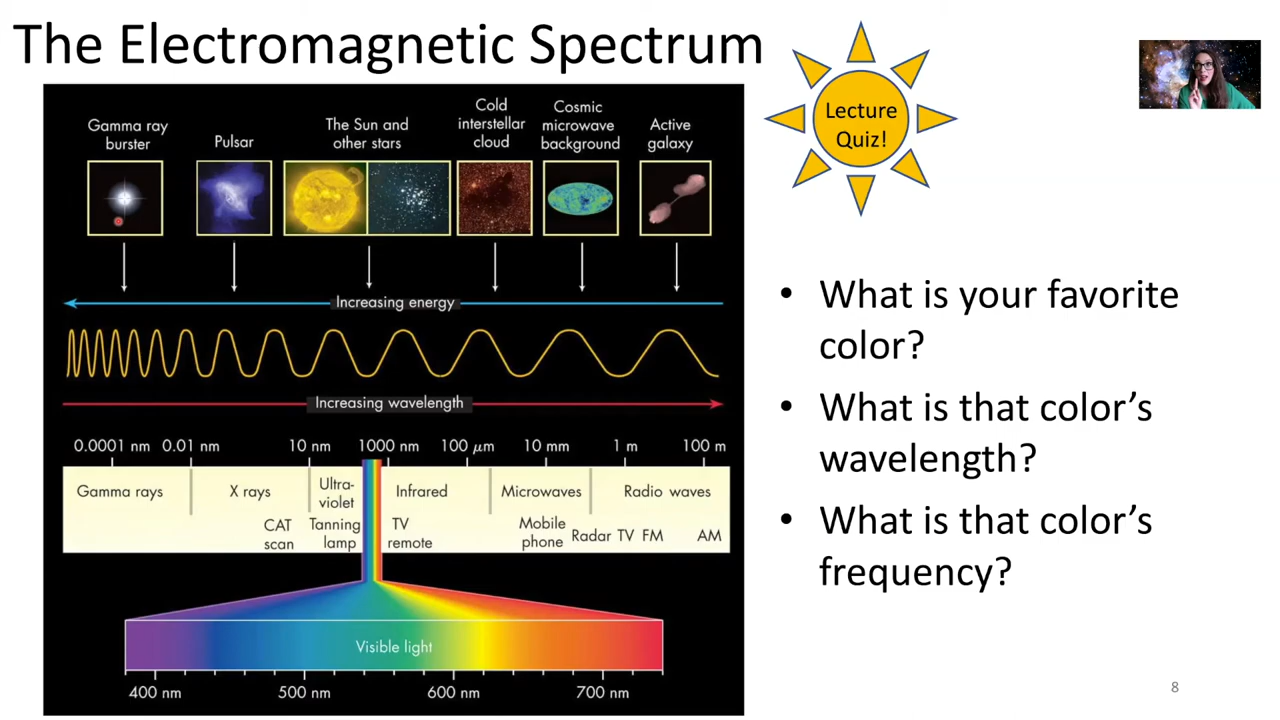 The Electromagnetic Spectrum
Lecture
Quiz!
Gamma ray
burster
Pulsar
The Sun and
other stars
Cold
interstellar
cloud
Cosmic
microwave
background
Active
galaxy
Increasing energy
Increasing wavelength
0.0001 nm 0.01 nm 10 nm 1000 nm 100 μm 10 mm 1 m 100 m
Gamma rays
X rays
Ultra-
violet
Infrared
Microwaves
Radio waves
CAT
scan
Tanning
lamp
TV
remote
Mobile
phone
Radar TV FM AM
Visible light
400 nm 500 nm 600 nm 700 nm
• What is your favorite
color?
• What is that color’s
wavelength?
• What is that color’s
frequency?
8